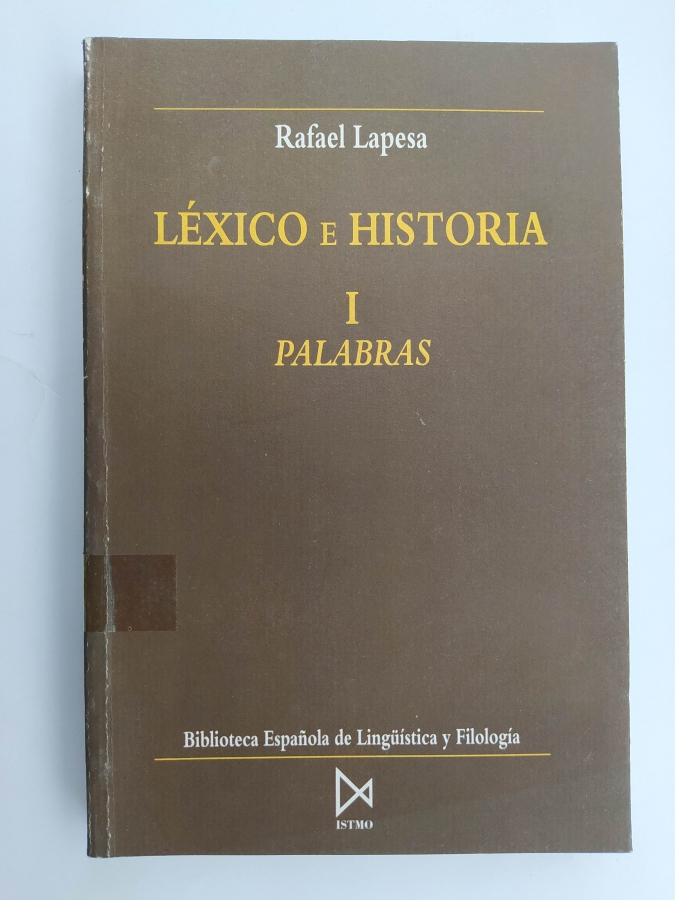 Rafael Lapesa
LÉXICO E HISTORIA
I
PALABRAS
Biblioteca Española de Lingüística y Filología
ISTMO